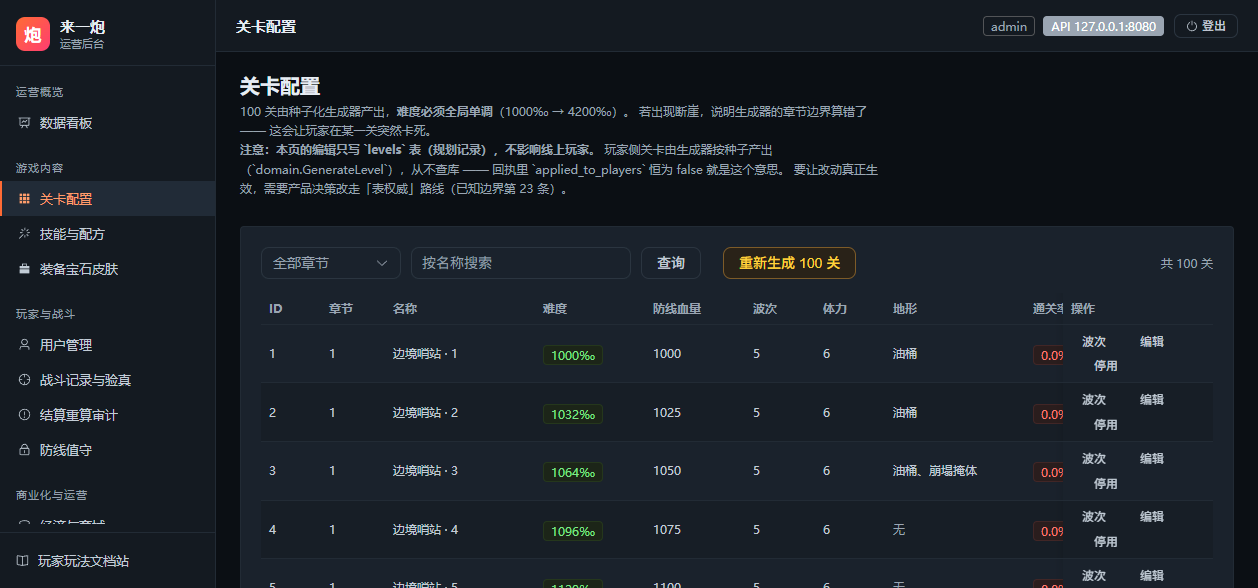 炮
来一炮
运营后台
关卡配置
admin
API 127.0.0.1:8080
登出
运营概览
数据看板
游戏内容
关卡配置
技能与配方
装备宝石皮肤
玩家与战斗
用户管理
战斗记录与验真
结算重算审计
防线值守
商业化与运营
玩家玩法文档站
关卡配置
100 关由种子化生成器产出，难度必须全局单调（1000‰ → 4200‰）。 若出现断崖，说明生成器的章节边界算错了
—— 这会让玩家在某一关突然卡死。
注意：本页的编辑只写 `levels` 表（规划记录），不影响线上玩家。 玩家侧关卡由生成器按种子产出
（`domain.GenerateLevel`），从不查库 —— 回执里 `applied_to_players` 恒为 false 就是这个意思。 要让改动真正生
效，需要产品决策改走「表权威」路线（已知边界第 23 条）。
全部章节
按名称搜索
查询
重新生成 100 关
共 100 关
ID 章节 名称 难度 防线血量 波次 体力 地形 通关率 操作
1 1 边境哨站 · 1 1000‰ 1000 5 6 油桶 0.0% 波次 编辑
停用
2 1 边境哨站 · 2 1032‰ 1025 5 6 油桶 0.0% 波次 编辑
停用
3 1 边境哨站 · 3 1064‰ 1050 5 6 油桶、崩塌掩体 0.0% 波次 编辑
停用
4 1 边境哨站 · 4 1096‰ 1075 5 6 无 0.0% 波次 编辑
停用
5 1 边境哨站 · 5 1100 5 6 无 波次 编辑